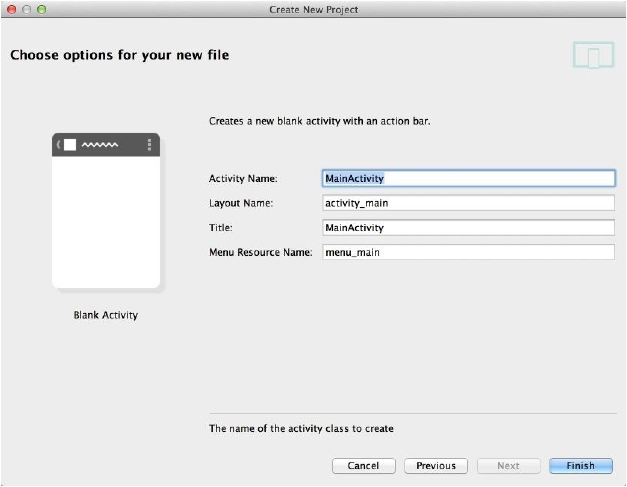 Create New Project
Choose options for your new file
Creates a new blank activity with an action bar.
Activity Name: MainActivity
Layout Name: activity_main
Title: MainActivity
Menu Resource Name: menu_main
Blank Activity
The name of the activity class to create
Cancel Previous Next Finish